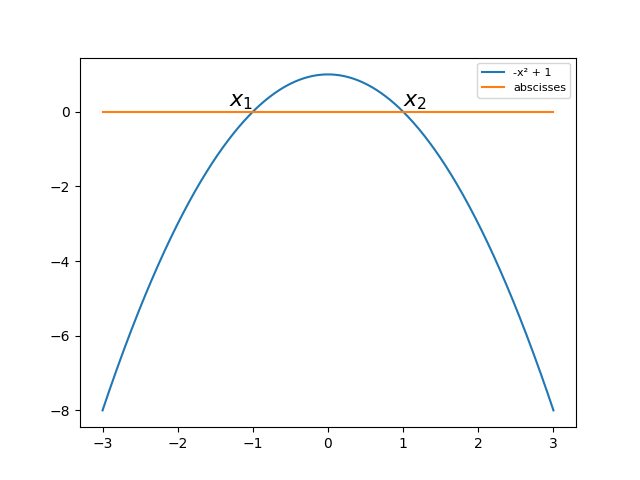 -x² + 1
abscisses
x₁
x₂
0
−2
−4
−6
−8
−3 −2 −1 0 1 2 3